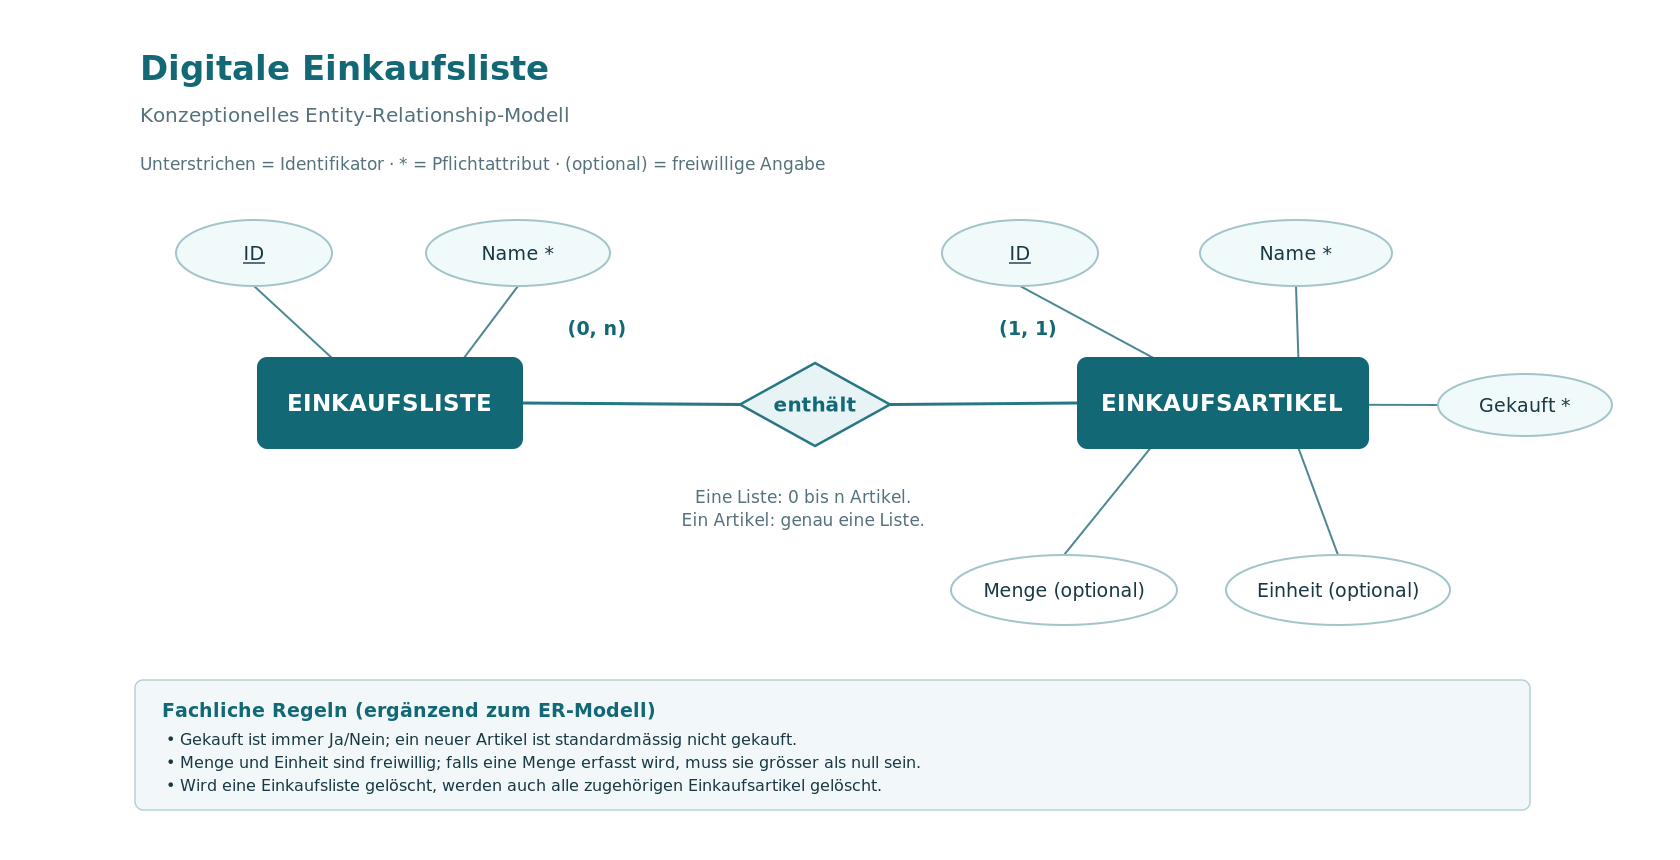 Digitale Einkaufsliste
Konzeptionelles Entity-Relationship-Modell
Unterstrichen = Identifikator · * = Pflichtattribut · (optional) = freiwillige Angabe
ID
Name *
ID
Name *
(0, n)
(1, 1)
EINKAUFSLISTE
enthält
EINKAUFSARTIKEL
Gekauft *
Eine Liste: 0 bis n Artikel.
Ein Artikel: genau eine Liste.
Menge (optional)
Einheit (optional)
Fachliche Regeln (ergänzend zum ER-Modell)
• Gekauft ist immer Ja/Nein; ein neuer Artikel ist standardmässig nicht gekauft.
• Menge und Einheit sind freiwillig; falls eine Menge erfasst wird, muss sie grösser als null sein.
• Wird eine Einkaufsliste gelöscht, werden auch alle zugehörigen Einkaufsartikel gelöscht.